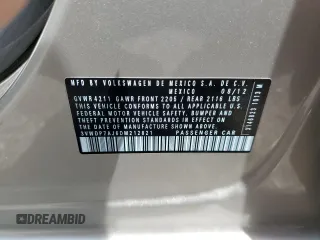 MFD BY VOLKSWAGEN DE MEXICO S.A. DE C.V.
MEXICO 08/12
GVWR 4211 GAWR FRONT 2205 / REAR 2116 LBS
THIS VEHICLE CONFORMS TO ALL APPLICABLE U.S.
FEDERAL MOTOR VEHICLE SAFETY, BUMPER, AND
THEFT PREVENTION STANDARDS IN EFFECT ON THE
DATE OF MANUFACTURE SHOWN ABOVE.
3VWDP7AJ6DM212821 PASSENGER CAR
DREAMBID.COM